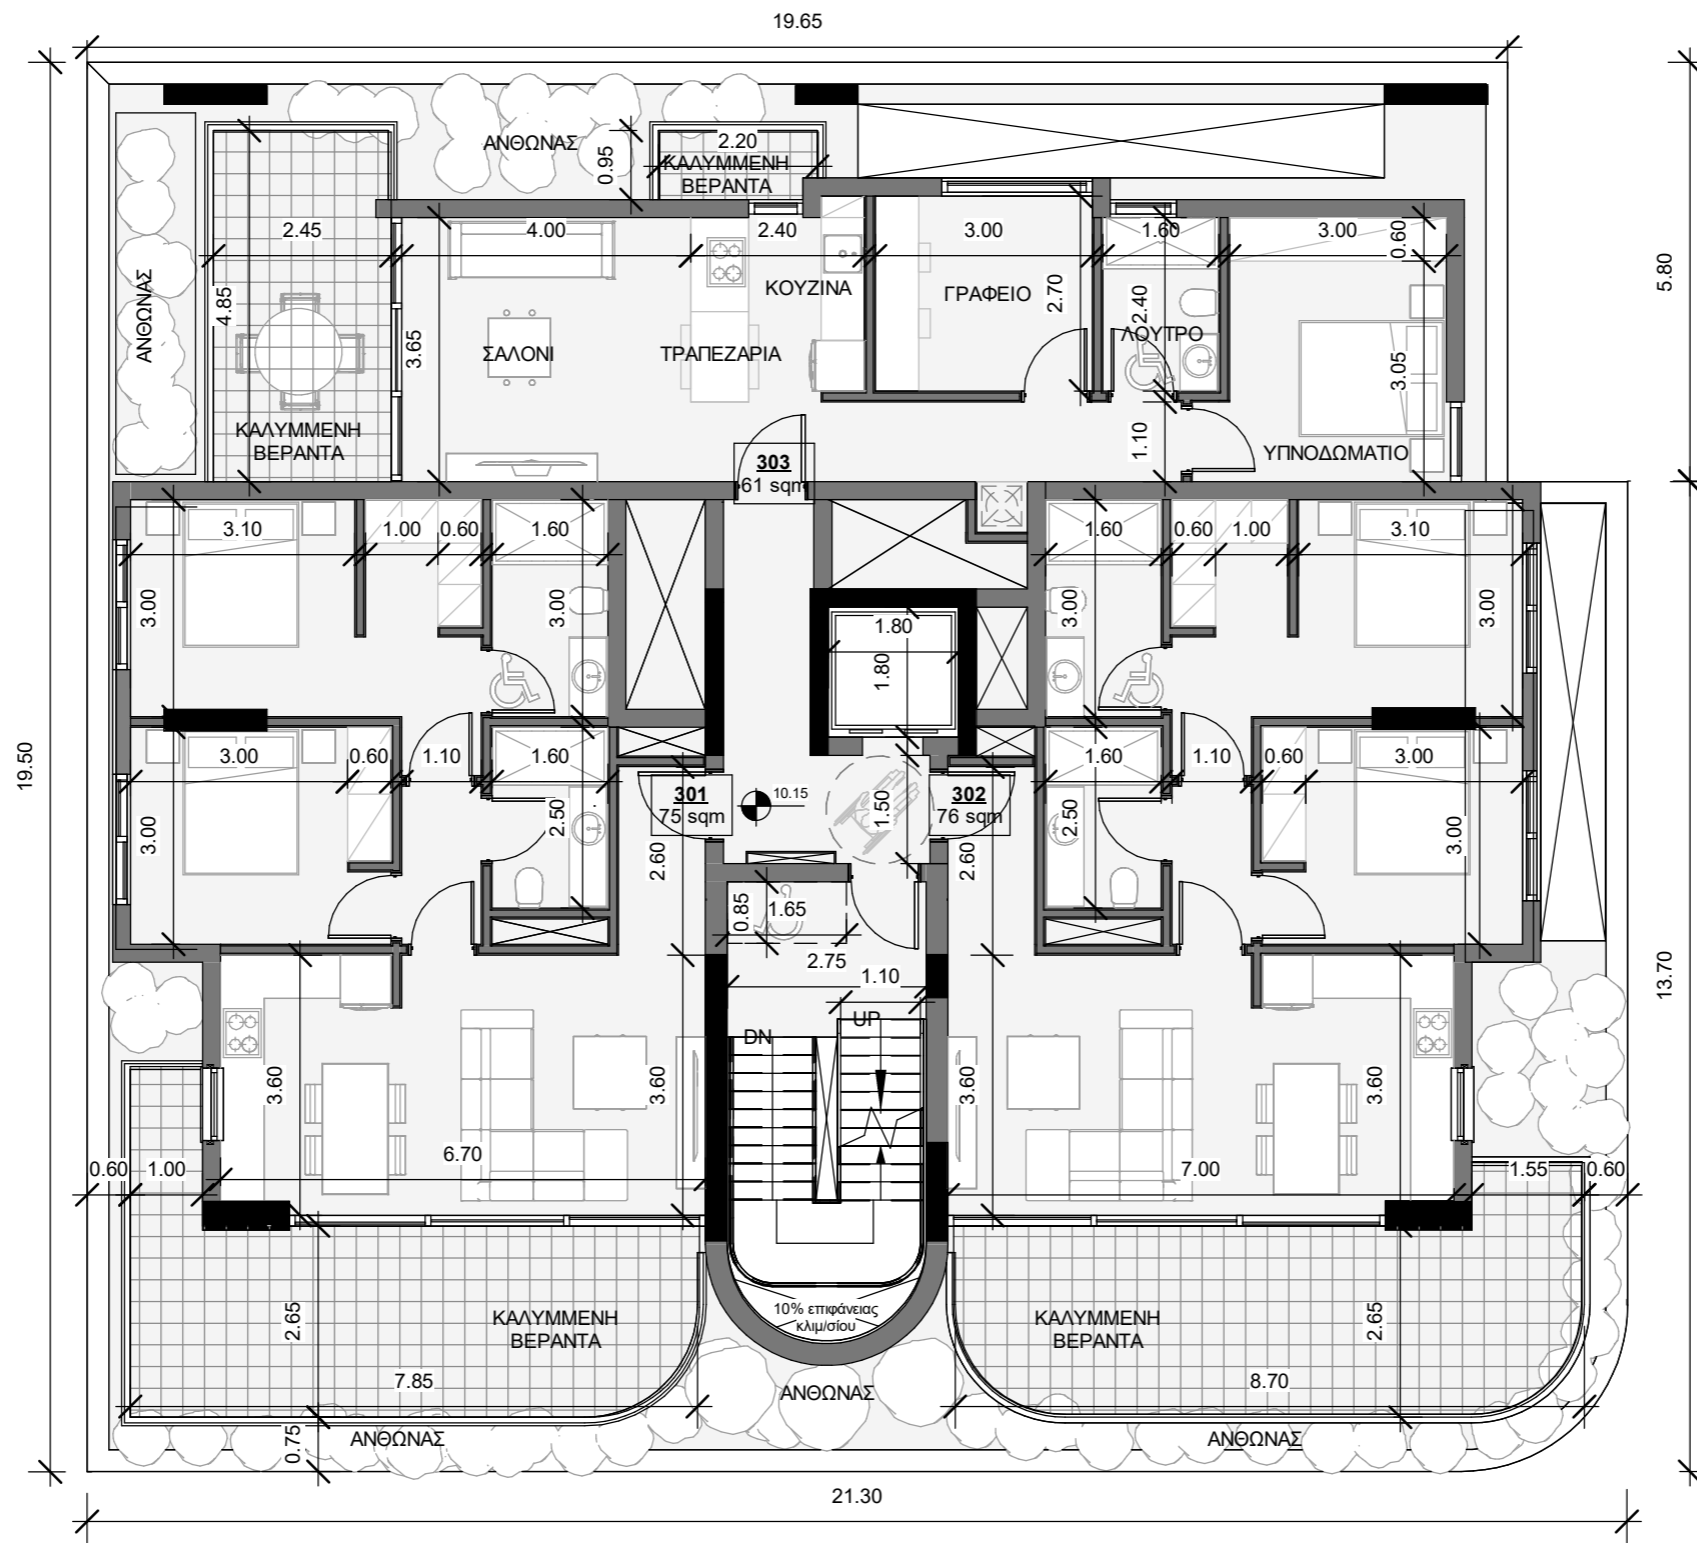 19.65
ΑΝΘΩΝΑΣ
0.95
2.20
ΚΑΛΥΜΜΕΝΗ
ΒΕΡΑΝΤΑ
2.45
4.00
2.40
3.00
1.60
3.00
0.60
5.80
ΑΝΘΩΝΑΣ
4.85
3.65
ΣΑΛΟΝΙ
ΤΡΑΠΕΖΑΡΙΑ
ΚΟΥΖΙΝΑ
ΓΡΑΦΕΙΟ
2.70
2.40
ΛΟΥΤΡΟ
3.05
ΚΑΛΥΜΜΕΝΗ
ΒΕΡΑΝΤΑ
1.10
ΥΠΝΟΔΩΜΑΤΙΟ
303
61 sqm
3.10
1.00
0.60
1.60
1.60
0.60
1.00
3.10
3.00
3.00
3.00
3.00
1.80
1.80
19.50
3.00
0.60
1.10
1.60
1.60
1.10
0.60
3.00
3.00
2.50
301
75 sqm
10.15
1.50
302
76 sqm
2.50
3.00
2.60
2.60
0.85
1.65
2.75
1.10
DN
UP
13.70
3.60
3.60
3.60
3.60
0.60
1.00
6.70
7.00
1.55
0.60
2.65
ΚΑΛΥΜΜΕΝΗ
ΒΕΡΑΝΤΑ
10% επιφάνειας
κλιμ/σίου
ΚΑΛΥΜΜΕΝΗ
ΒΕΡΑΝΤΑ
2.65
7.85
ΑΝΘΩΝΑΣ
8.70
0.75
ΑΝΘΩΝΑΣ
ΑΝΘΩΝΑΣ
21.30